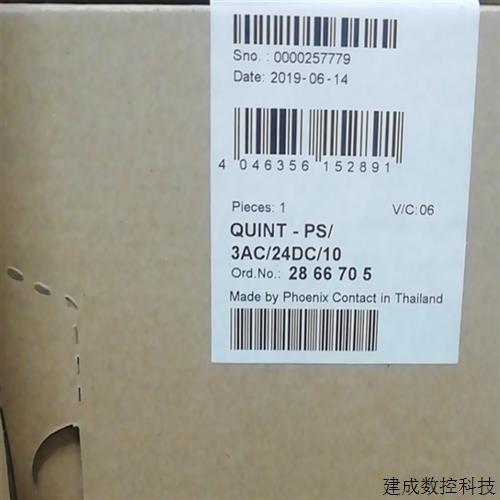 Sno. : 0000257779
Date: 2019-06-14
4 046356 152891
Pieces: 1 V/C: 06
QUINT - PS/
3AC/24DC/10
Ord.No.: 28 66 70 5
Made by Phoenix Contact in Thailand
建成数控科技